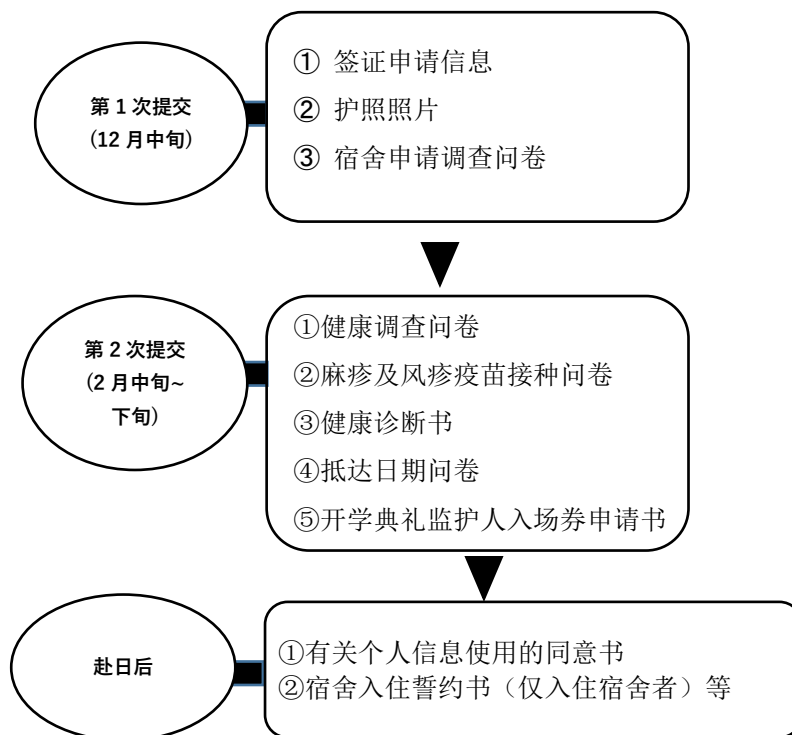 第1次提交
(12月中旬)
① 签证申请信息
② 护照照片
③ 宿舍申请调查问卷
第2次提交
(2月中旬~
下旬)
①健康调查问卷
②麻疹及风疹疫苗接种问卷
③健康诊断书
④抵达日期问卷
⑤开学典礼监护人入场券申请书
赴日后
①有关个人信息使用的同意书
②宿舍入住誓约书（仅入住宿舍者）等